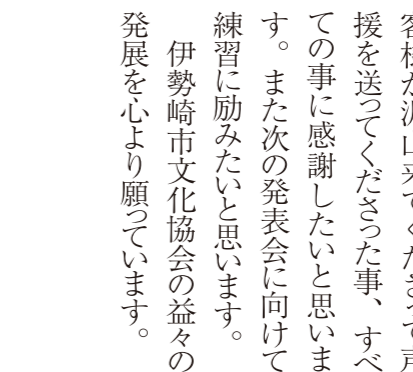 客様が沢山来てくださって声
援を送ってくださった事、すべ
ての事に感謝したいと思いま
す。また次の発表会に向けて
練習に励みたいと思います。
伊勢崎市文化協会の益々の
発展を心より願っています。